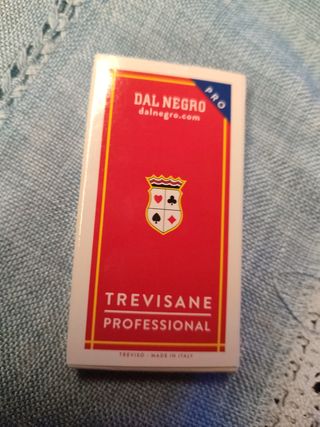 PRO
DAL NEGRO
dalnegro.com
TREVISANE
PROFESSIONAL
TREVISO - MADE IN ITALY